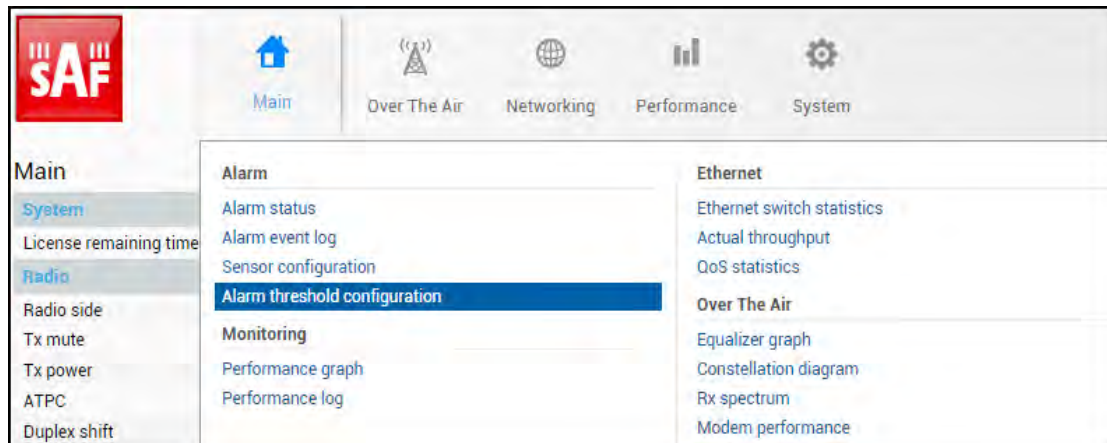 SAF
Main
Over The Air
Networking
Performance
System
Main
System
License remaining time
Radio
Radio side
Tx mute
Tx power
ATPC
Duplex shift
Alarm
Alarm status
Alarm event log
Sensor configuration
Alarm threshold configuration
Monitoring
Performance graph
Performance log
Ethernet
Ethernet switch statistics
Actual throughput
QoS statistics
Over The Air
Equalizer graph
Constellation diagram
Rx spectrum
Modem performance